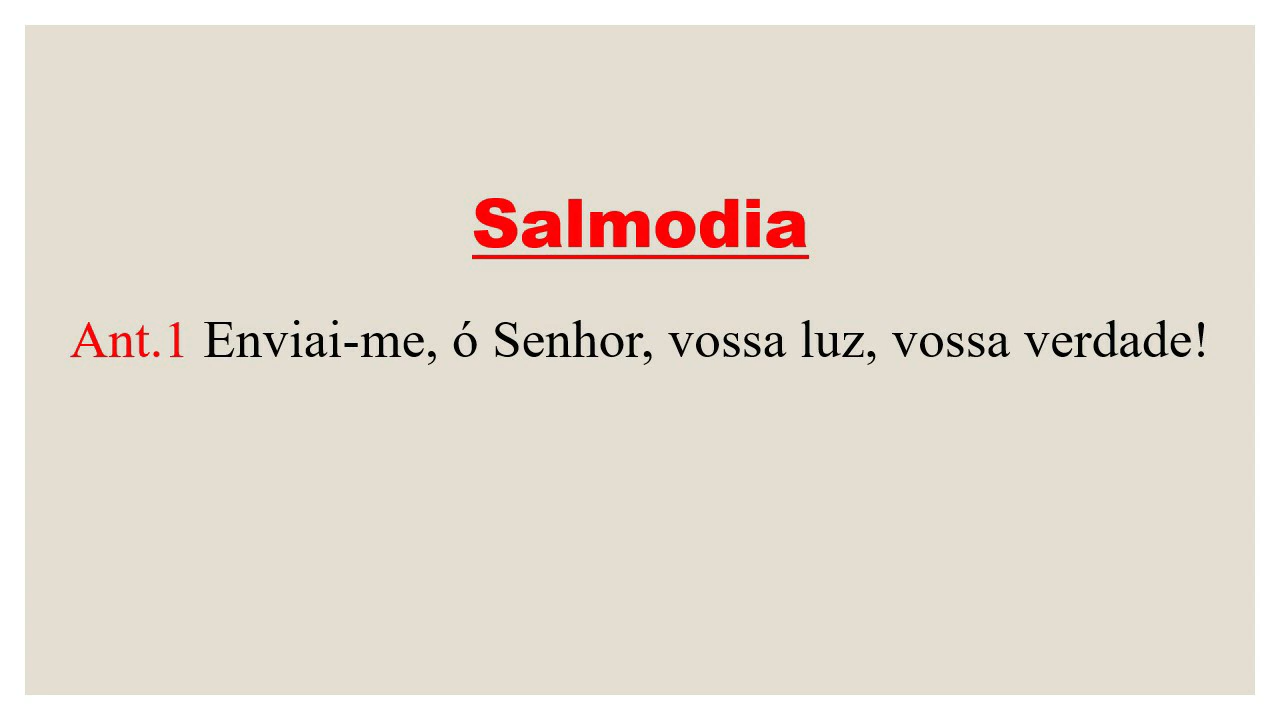 Salmodia
Ant.1 Enviai-me, ó Senhor, vossa luz, vossa verdade!